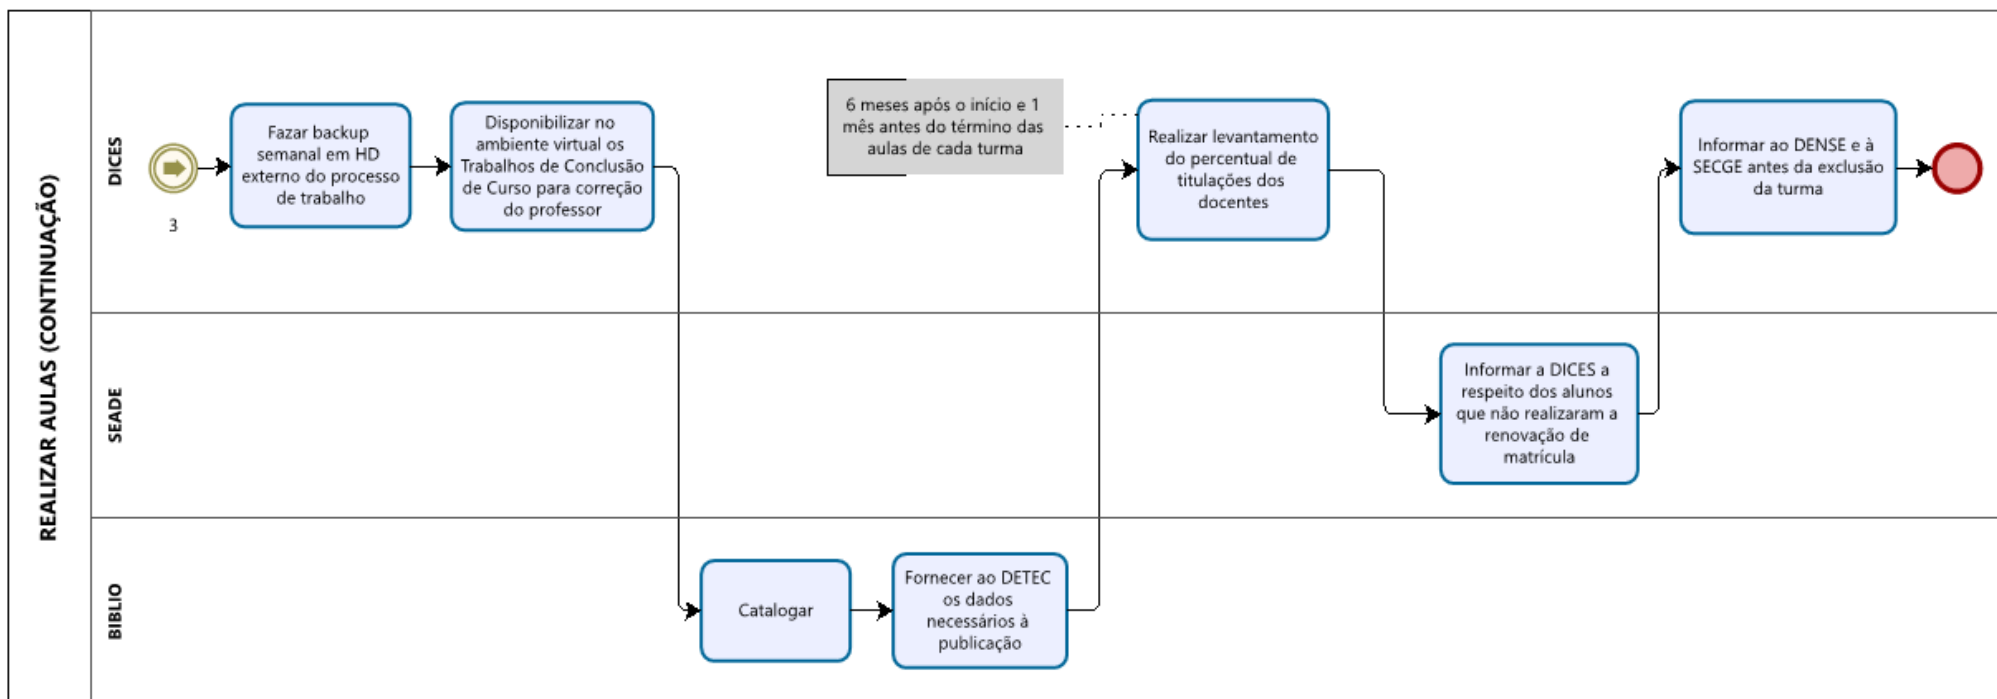 REALIZAR AULAS (CONTINUAÇÃO)
DICES
3
Fazar backup
semanal em HD
externo do processo
de trabalho
Disponibilizar no
ambiente virtual os
Trabalhos de Conclusão
de Curso para correção
do professor
6 meses após o início e 1
mês antes do término das
aulas de cada turma
Realizar levantamento
do percentual de
titulações dos
docentes
Informar ao DENSE e à
SECGE antes da exclusão
da turma
SEADE
Informar a DICES a
respeito dos alunos
que não realizaram a
renovação de
matrícula
BIBLIO
Catalogar
Fornecer ao DETEC
os dados
necessários à
publicação